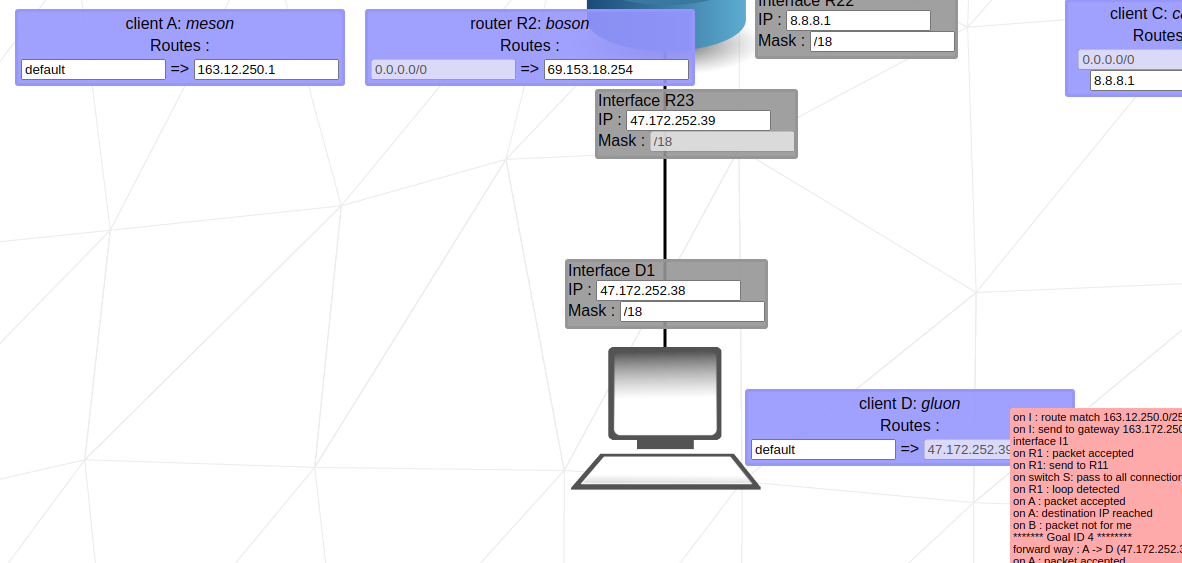 client A: meson
Routes :
default => 163.12.250.1
router R2: boson
Routes :
0.0.0.0/0 => 69.153.18.254
Interface R22
IP : 8.8.8.1
Mask : /18
client C:
Routes
0.0.0.0/0
8.8.8.1
Interface R23
IP : 47.172.252.39
Mask : /18
Interface D1
IP : 47.172.252.38
Mask : /18
client D: gluon
Routes :
default => 47.172.252.39
on I : route match 163.12.250.0/25
on I: send to gateway 163.172.250
interface I1
on R1 : packet accepted
on R1: send to R11
on switch S: pass to all connection
on R1 : loop detected
on A : packet accepted
on A: destination IP reached
on B : packet not for me
******* Goal ID 4 ********
forward way : A -> D (47.172.252.3
on A : packet accepted